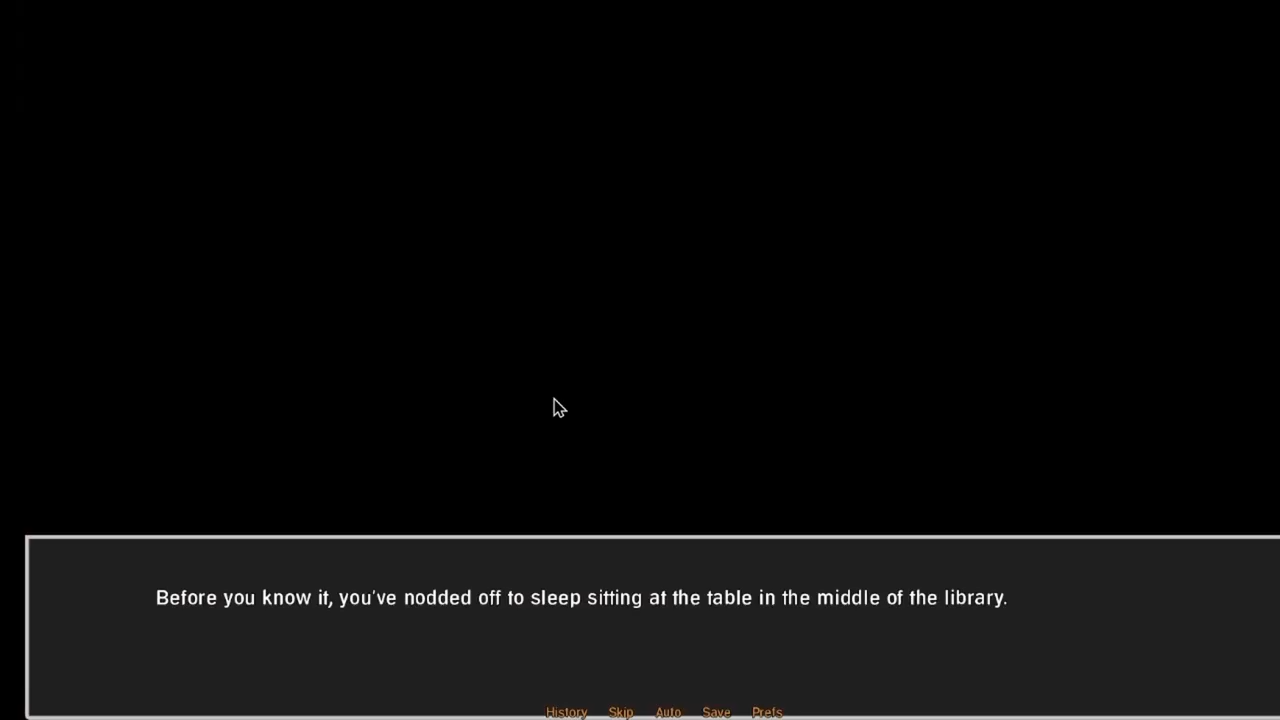 Before you know it, you've nodded off to sleep sitting at the table in the middle of the library.
History Skip Auto Save Prefs